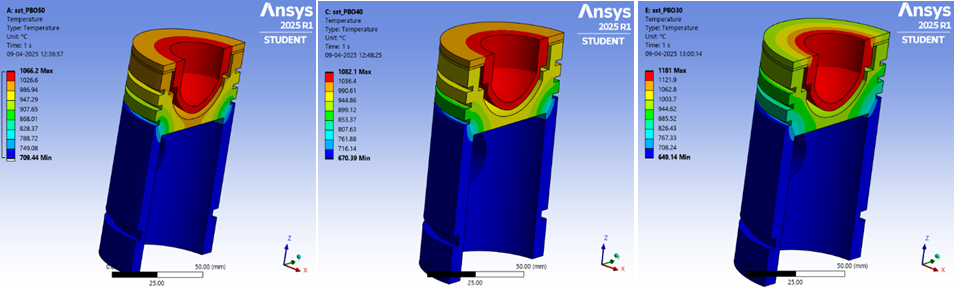 A: sst_PBO50
Temperature
Type: Temperature
Unit: °C
Time: 1 s
09-04-2025 12:36:57
1066.2 Max
1026.6
986.94
947.29
907.65
868.01
828.37
788.72
749.08
709.44 Min
Ansys
2025 R1
STUDENT
50.00 (mm)
25.00
Z
X
C: sst_PBO40
Temperature
Type: Temperature
Unit: °C
Time: 1 s
09-04-2025 12:48:25
1082.1 Max
1036.4
990.61
944.86
899.12
853.37
807.63
761.88
716.14
670.39 Min
Ansys
2025 R1
STUDENT
50.00 (mm)
25.00
Z
X
E: sst_PBO30
Temperature
Type: Temperature
Unit: °C
Time: 1 s
09-04-2025 13:00:14
1181 Max
1121.9
1062.8
1003.7
944.62
885.52
826.43
767.33
708.24
649.14 Min
Ansys
2025 R1
STUDENT
50.00 (mm)
25.00
Z
X